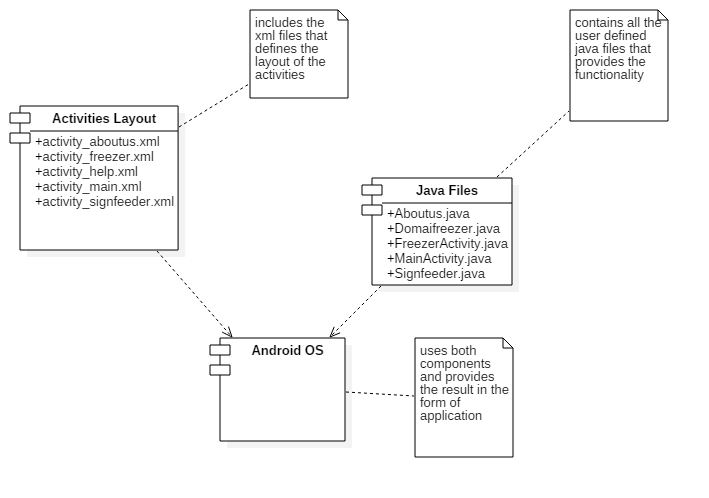 includes the
xml files that
defines the
layout of the
activities
contains all the
user defined
java files that
provides the
functionality
Activities Layout
+activity_aboutus.xml
+activity_freezer.xml
+activity_help.xml
+activity_main.xml
+activity_signfeeder.xml
Java Files
+Aboutus.java
+Domaifreezer.java
+FreezerActivity.java
+MainActivity.java
+Signfeeder.java
Android OS
uses both
components
and provides
the result in the
form of
application